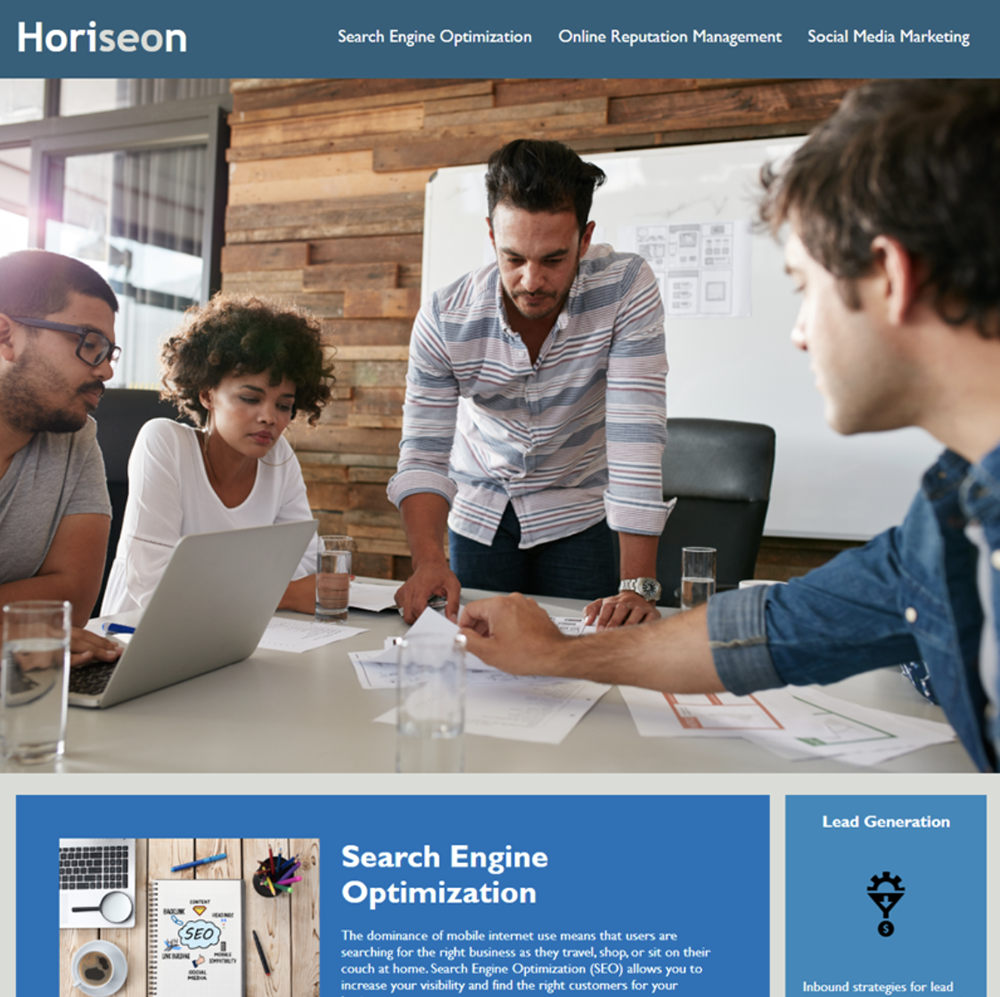 Horiseon
Search Engine Optimization
Online Reputation Management
Social Media Marketing
Search Engine
Optimization
The dominance of mobile internet use means that users are
searching for the right business as they travel, shop, or sit on their
couch at home. Search Engine Optimization (SEO) allows you to
increase your visibility and find the right customers for your
CONTENT
BACKLINK
HEADINGS
SEO
LINK BUILDING
MOBILE
COMPATIBILITY
SOCIAL
MEDIA
Lead Generation
$
Inbound strategies for lead